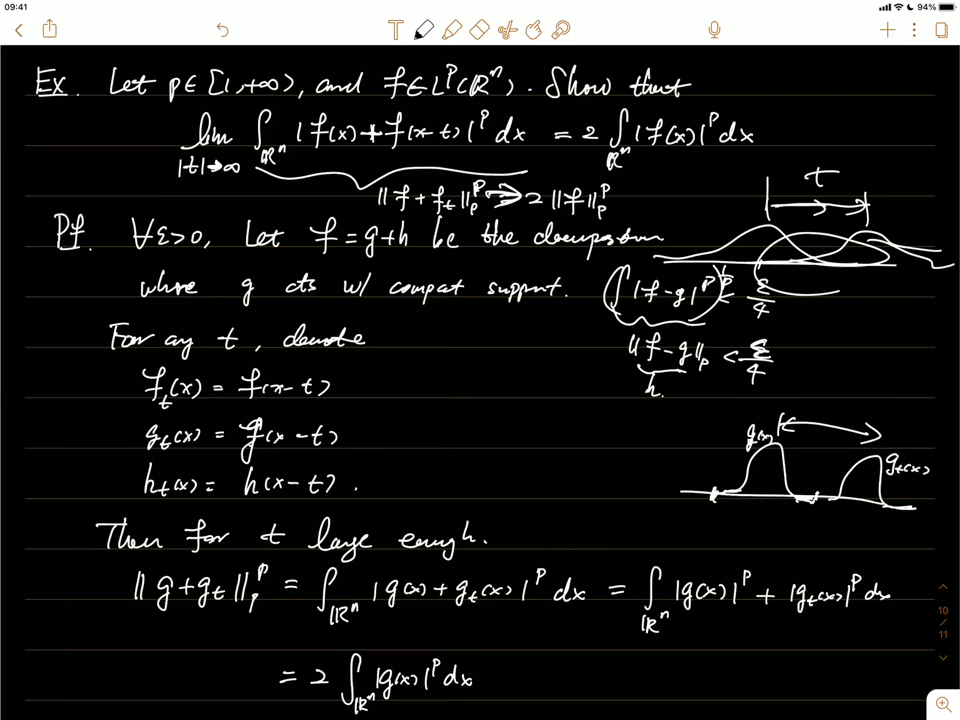 09:41
94%
Ex. Let p∈[1,+∞), and f∈L^p(ℝ^n). Show that
lim_{|t|→∞} ∫_{ℝ^n} |f(x)+f(x-t)|^p dx = 2 ∫_{ℝ^n} |f(x)|^p dx
‖f+f_t‖_p^p → 2‖f‖_p^p
τ
Pf. ∀ε>0, Let f=g+h be the
where g cts w/ compact support.
∫|f-g|^p ε/4
‖f-g‖_p < ε/4
h.
For any t, denote
f_t(x) = f(x-t)
g_t(x) = g(x-t)
h_t(x) = h(x-t).
g(x)
g_t(x)
Then for t large enough.
‖g+g_t‖_p^p = ∫_{ℝ^n} |g(x)+g_t(x)|^p dx = ∫_{ℝ^n} |g(x)|^p + |g_t(x)|^p dx
= 2 ∫_{ℝ^n} |g(x)|^p dx
10
/
11